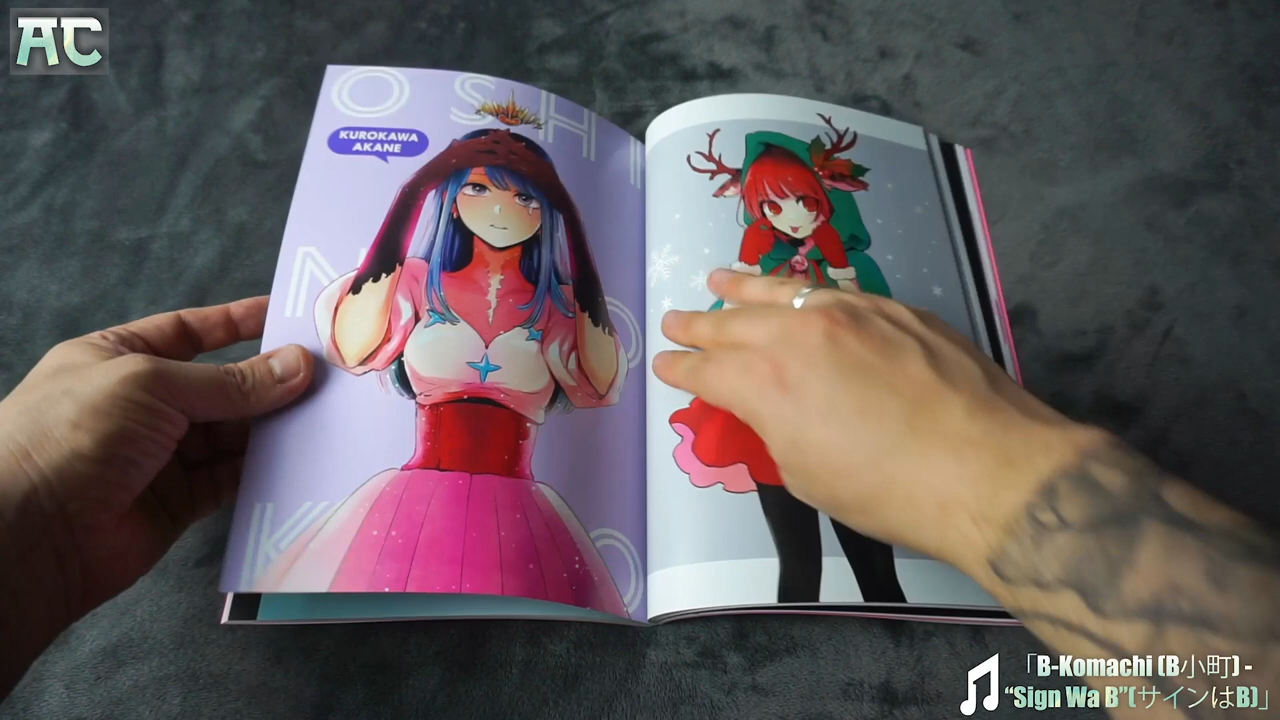 AC
OSHI
KUROKAWA
AKANE
NO
KO
「B-Komachi (B小町) -
“Sign Wa B”(サインはB)」